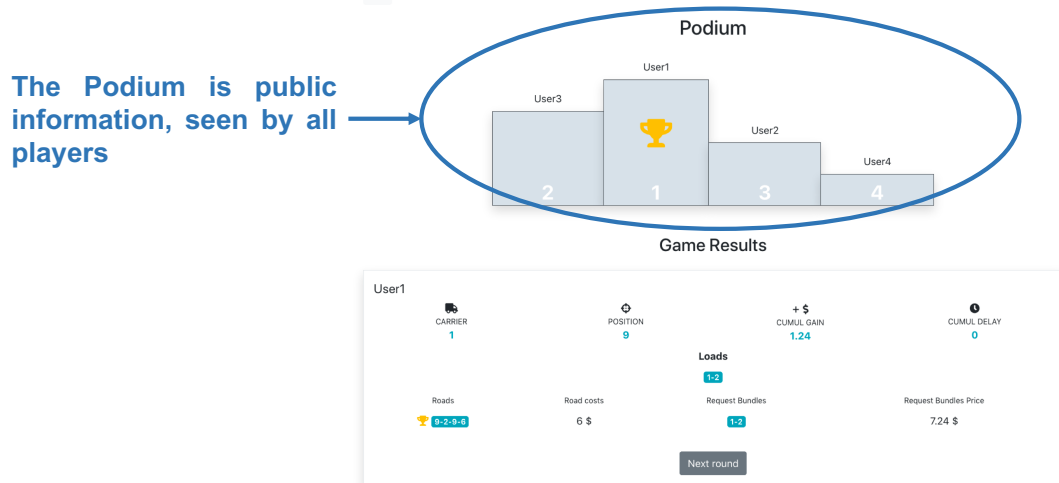 Podium
The Podium is public
information, seen by all
players
User1
User3
User2
User4
2
1
3
4
Game Results
User1
CARRIER
POSITION
+ $
CUMUL GAIN
CUMUL DELAY
1
9
1.24
0
Loads
1-2
Roads
Road costs
Request Bundles
Request Bundles Price
9-2-9-6
6 $
1-2
7.24 $
Next round